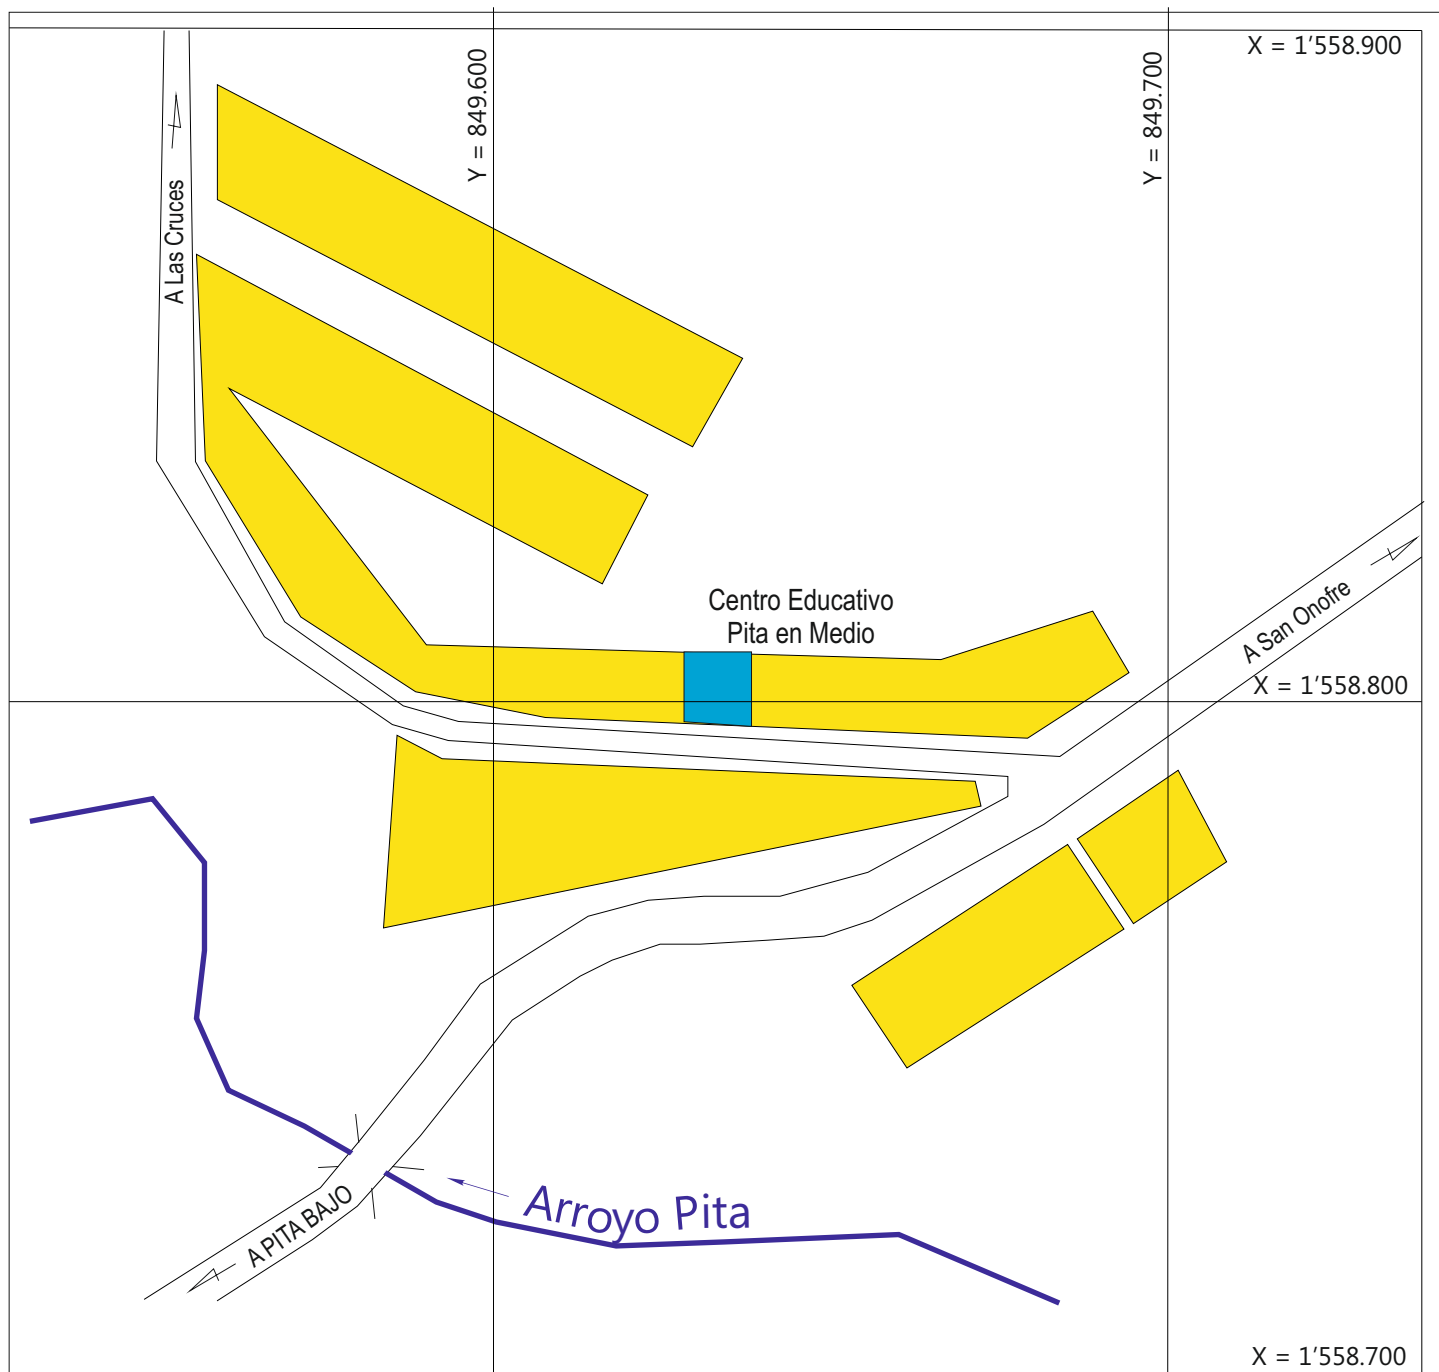 X = 1’558.900
Y = 849.600
Y = 849.700
A Las Cruces
Centro Educativo
Pita en Medio
A San Onofre
X = 1’558.800
Arroyo Pita
A PITA BAJO
X = 1’558.700